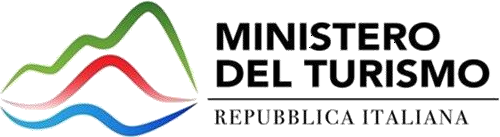 MINISTERO
DEL TURISMO
REPUBBLICA ITALIANA